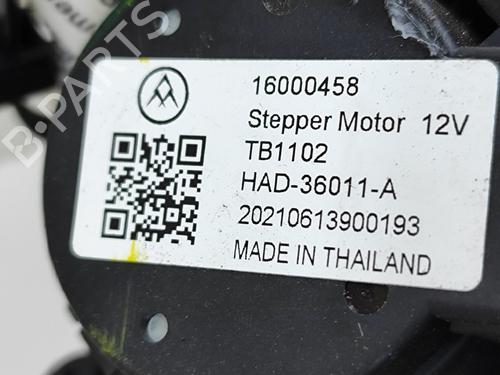 16000458
Stepper Motor 12V
TB1102
HAD-36011-A
20210613900193
MADE IN THAILAND
B-PARTS